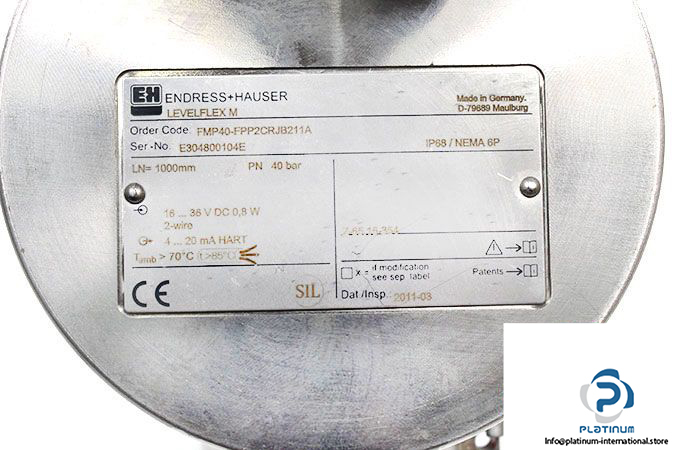 E+H ENDRESS+HAUSER
LEVELFLEX M
Made in Germany.
D-79689 Maulburg
Order Code: FMP40-FPP2CRJB211A
Ser-No.: E304800104E
IP68 / NEMA 6P
LN= 1000mm PN 40 bar
16 ... 36 V DC 0,8 W
2-wire
4 ... 20 mA HART
Tamb > 70°C : t >85°C
x = if modification
see sep. label
Patents
CE
SIL
Dat./Insp.: 2011-03
PLATINUM
Info@platinum-international.store